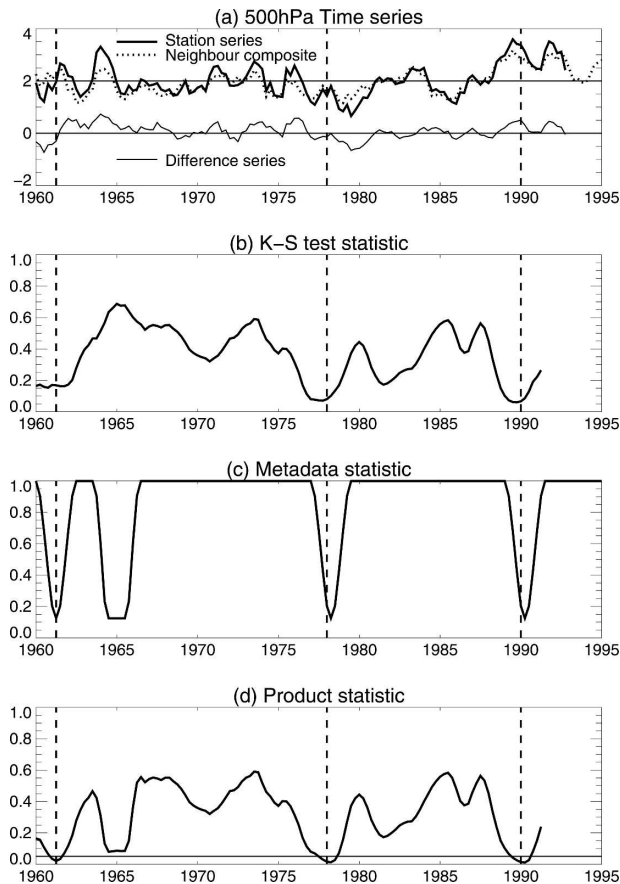 (a) 500hPa Time series
4
Station series
Neighbour composite
2
2
0
Difference series
-2
1960 1965 1970 1975 1980 1985 1990 1995
(b) K-S test statistic
1.0
0.8
0.6
0.4
0.2
0.0
1960 1965 1970 1975 1980 1985 1990 1995
(c) Metadata statistic
1.0
0.8
0.6
0.4
0.2
0.0
1960 1965 1970 1975 1980 1985 1990 1995
(d) Product statistic
1.0
0.8
0.6
0.4
0.2
0.0
1960 1965 1970 1975 1980 1985 1990 1995